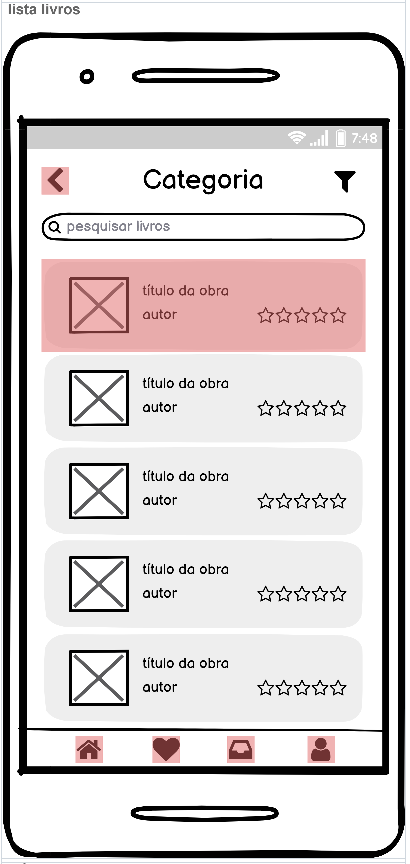 lista livros
7:48
Categoria
pesquisar livros
título da obra
autor
título da obra
autor
título da obra
autor
título da obra
autor
título da obra
autor